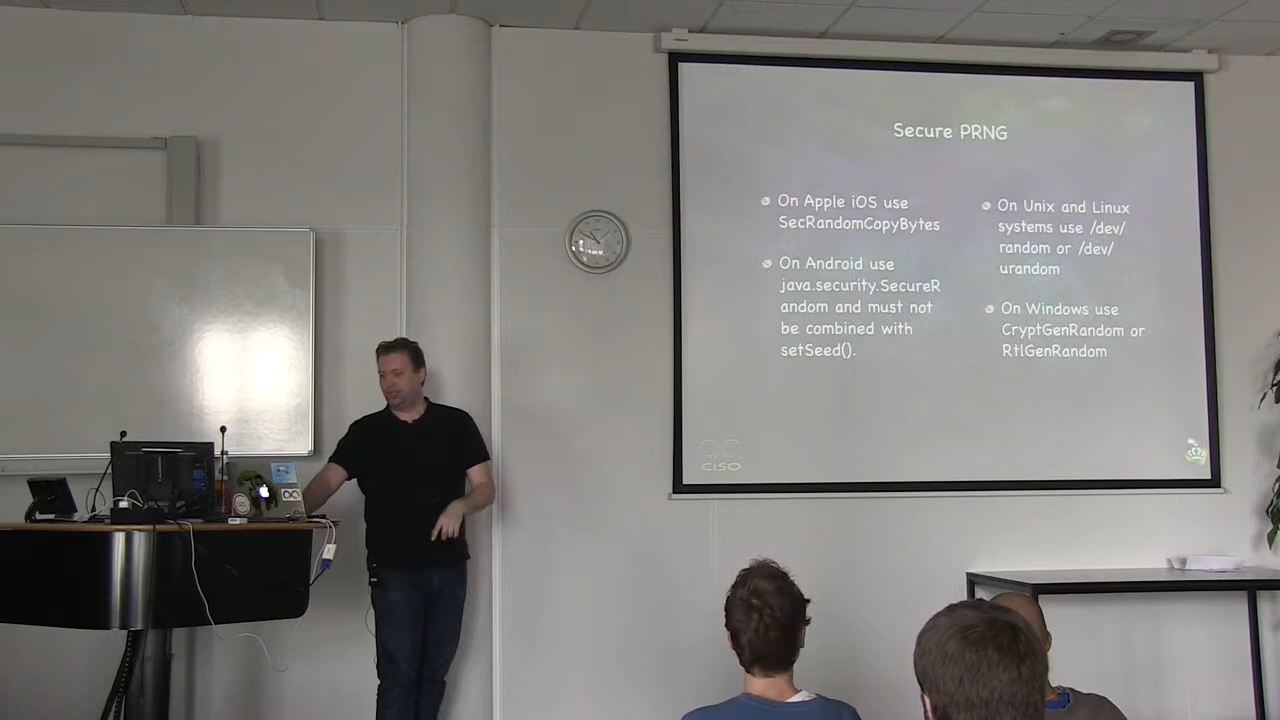 Secure PRNG
On Apple iOS use
SecRandomCopyBytes
On Android use
java.security.SecureR
andom and must not
be combined with
setSeed().
On Unix and Linux
systems use /dev/
random or /dev/
urandom
On Windows use
CryptGenRandom or
RtlGenRandom
CISO